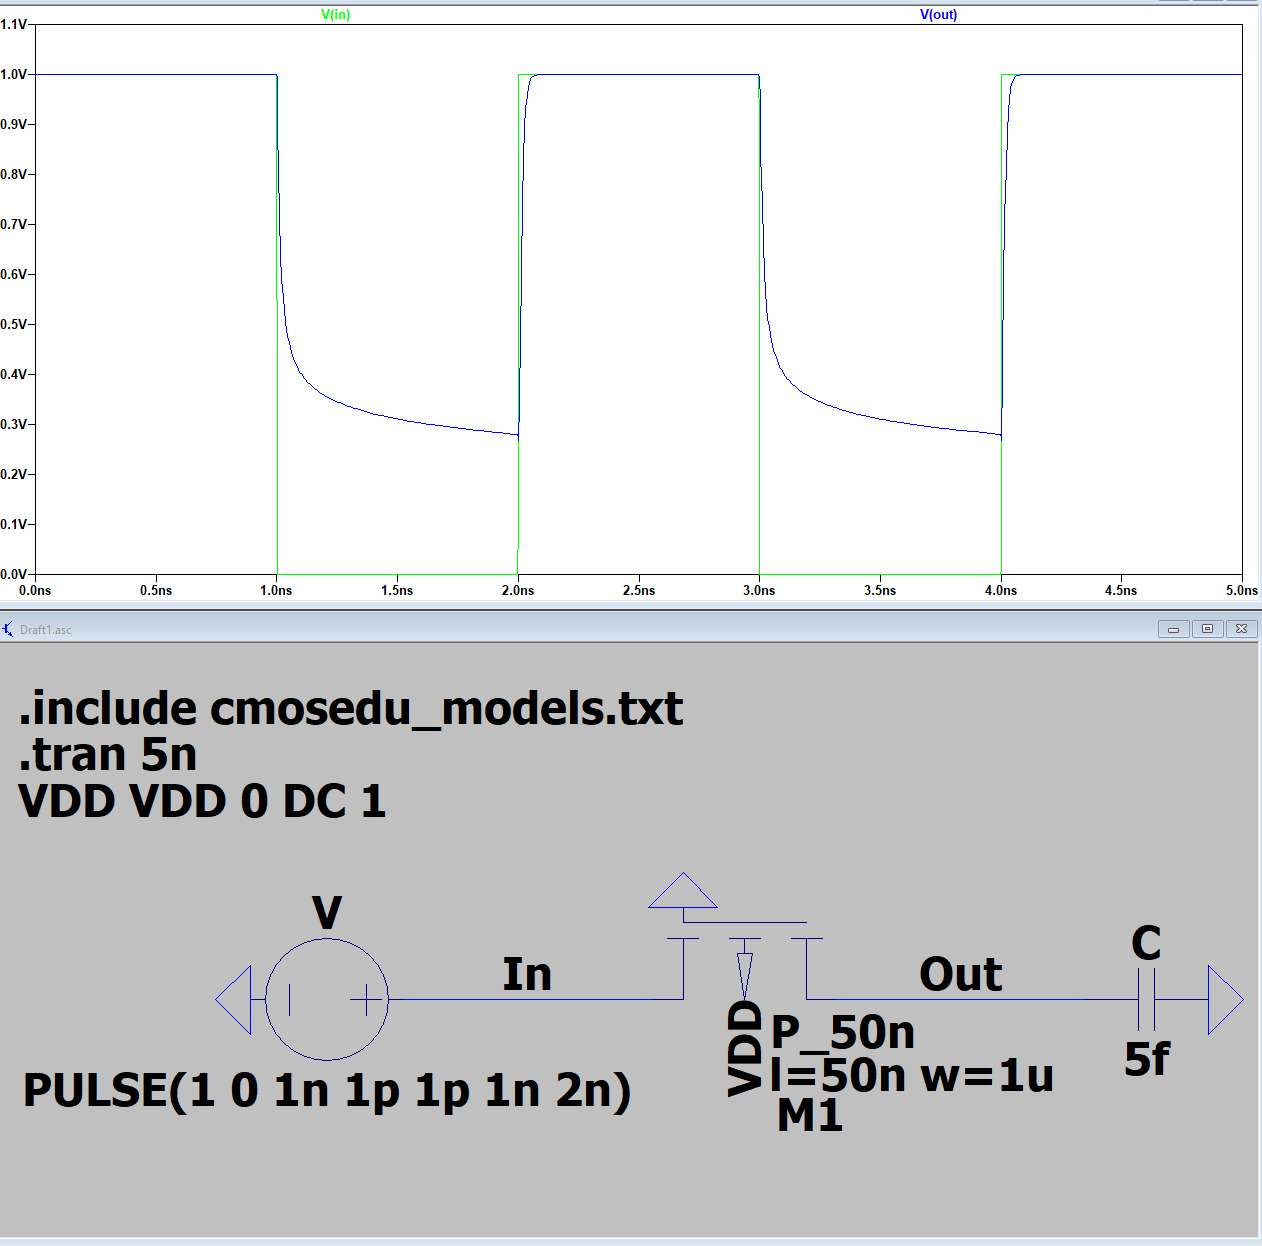 V(in) V(out)
1.1V
1.0V
0.9V
0.8V
0.7V
0.6V
0.5V
0.4V
0.3V
0.2V
0.1V
0.0V
0.0ns 0.5ns 1.0ns 1.5ns 2.0ns 2.5ns 3.0ns 3.5ns 4.0ns 4.5ns 5.0ns
Draft1.asc
.include cmosedu_models.txt
.tran 5n
VDD VDD 0 DC 1
V
In
Out
C
VDD
P_50n
l=50n w=1u
M1
5f
PULSE(1 0 1n 1p 1p 1n 2n)